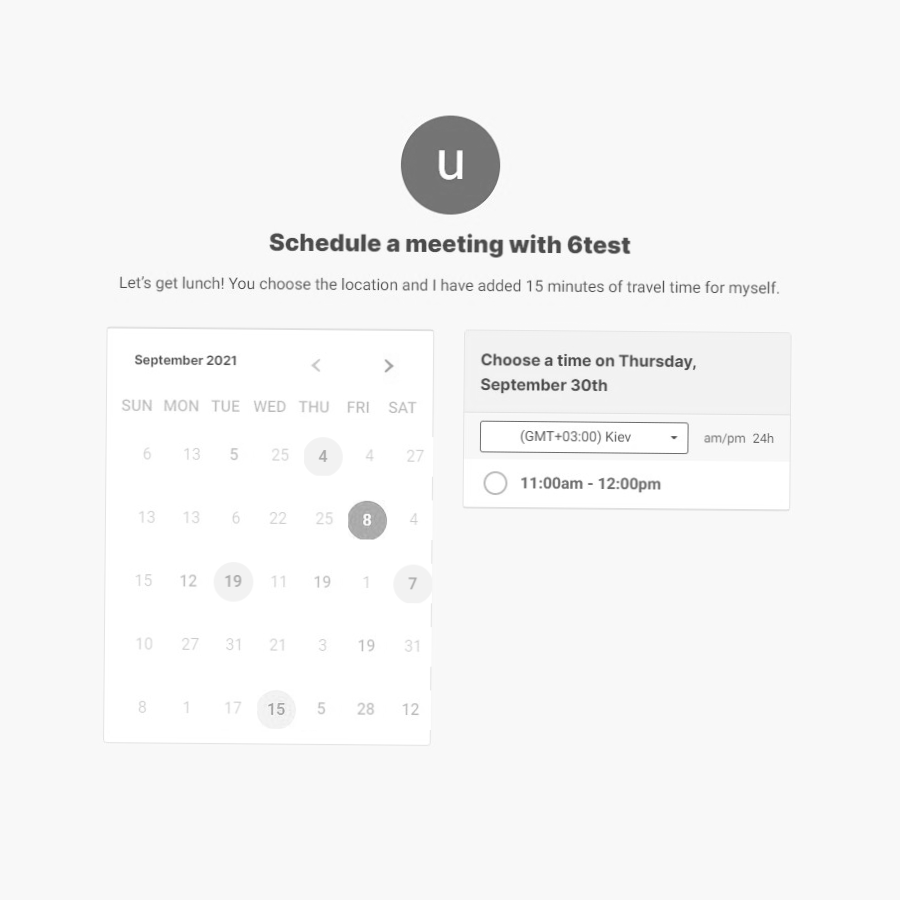 u
Schedule a meeting with 6test
Let's get lunch! You choose the location and I have added 15 minutes of travel time for myself.
September 2021
SUN MON TUE WED THU FRI SAT
6 13 5 25 4 4 27
13 13 6 22 25 8 4
15 12 19 11 19 1 7
10 27 31 21 3 19 31
8 1 17 15 5 28 12
Choose a time on Thursday,
September 30th
(GMT+03:00) Kiev am/pm 24h
11:00am - 12:00pm